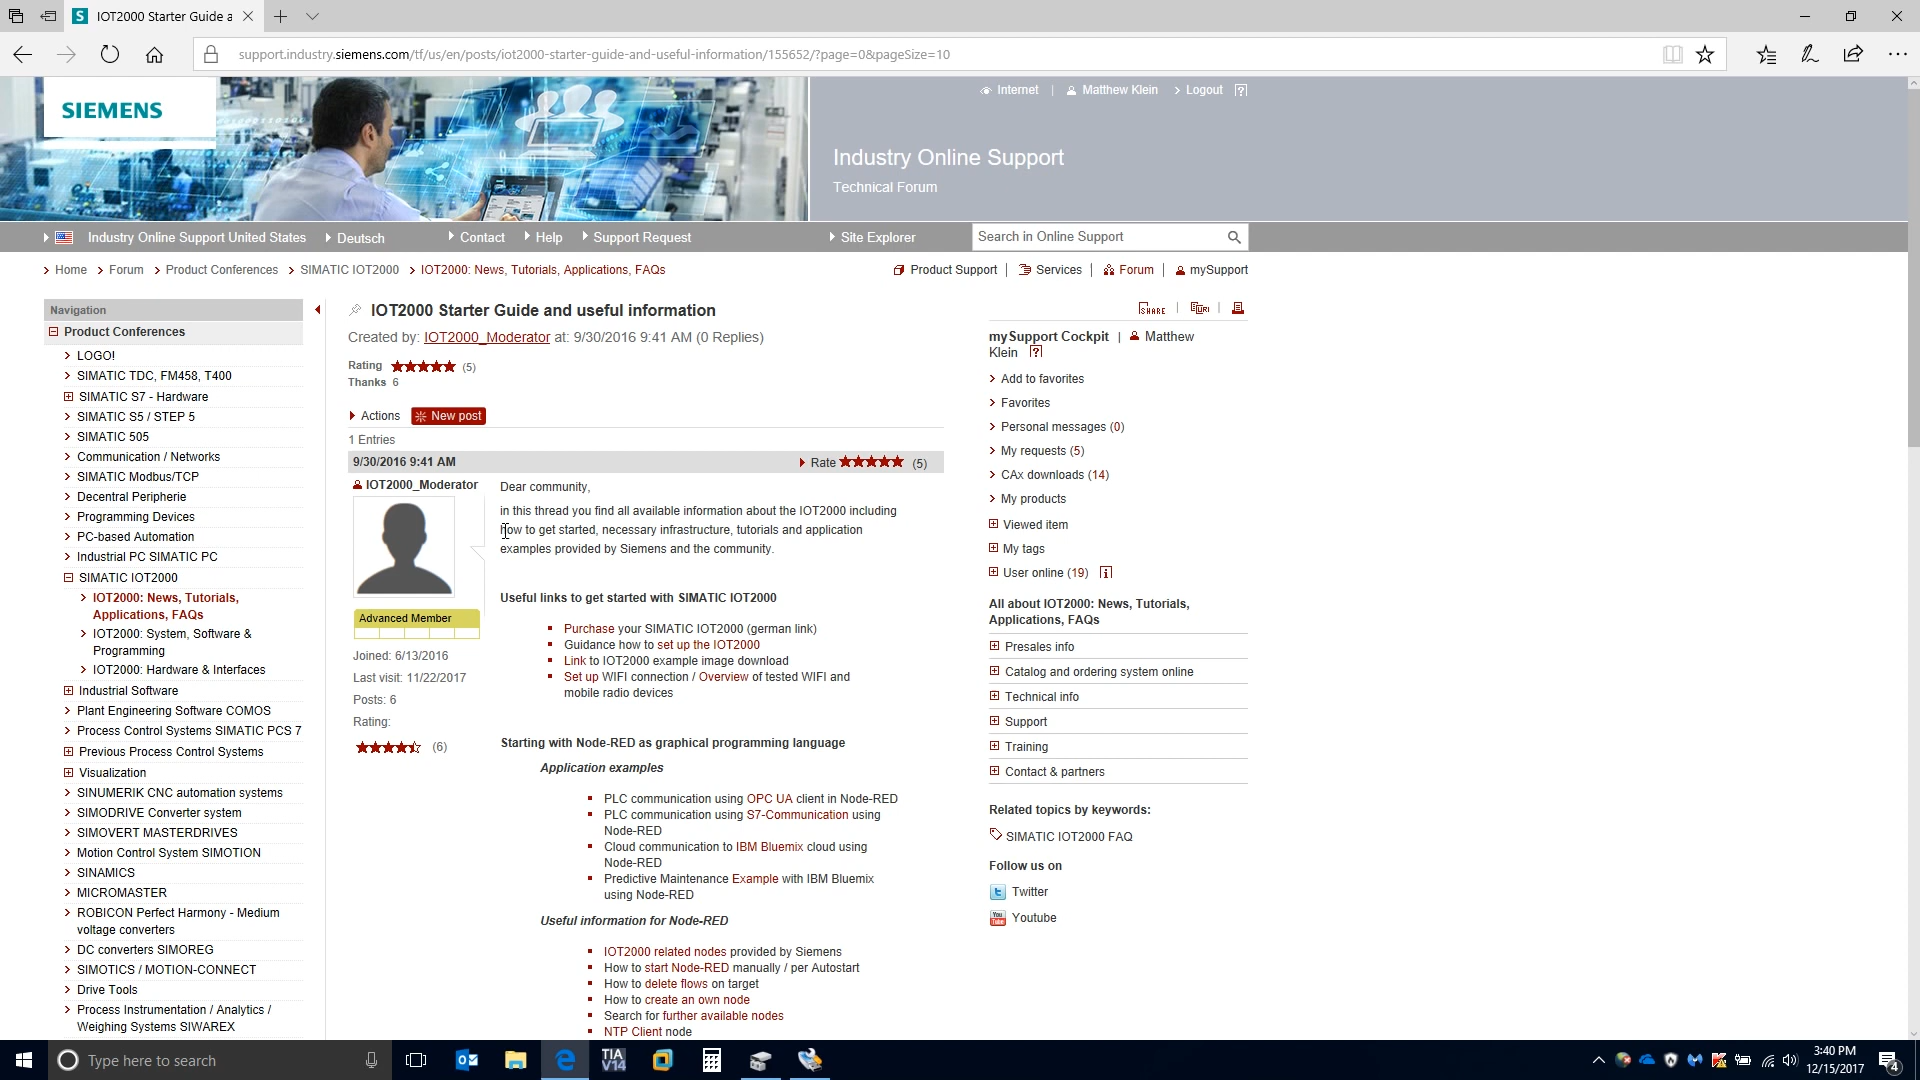 IOT2000 Starter Guide a
support.industry.siemens.com/tf/us/en/posts/iot2000-starter-guide-and-useful-information/155652/?page=0&pageSize=10
SIEMENS
Internet | Matthew Klein > Logout ?
Industry Online Support
Technical Forum
Industry Online Support United States Deutsch Contact Help Support Request Site Explorer Search in Online Support
> Home > Forum > Product Conferences > SIMATIC IOT2000 > IOT2000: News, Tutorials, Applications, FAQs
Product Support | Services | Forum | mySupport
Navigation
Product Conferences
> LOGO!
> SIMATIC TDC, FM458, T400
SIMATIC S7 - Hardware
> SIMATIC S5 / STEP 5
> SIMATIC 505
> Communication / Networks
> SIMATIC Modbus/TCP
> Decentral Peripherie
> Programming Devices
> PC-based Automation
> Industrial PC SIMATIC PC
SIMATIC IOT2000
> IOT2000: News, Tutorials,
Applications, FAQs
> IOT2000: System, Software &
Programming
> IOT2000: Hardware & Interfaces
Industrial Software
> Plant Engineering Software COMOS
> Process Control Systems SIMATIC PCS 7
Previous Process Control Systems
Visualization
> SINUMERIK CNC automation systems
> SIMODRIVE Converter system
> SIMOVERT MASTERDRIVES
> Motion Control System SIMOTION
> SINAMICS
> MICROMASTER
> ROBICON Perfect Harmony - Medium
voltage converters
> DC converters SIMOREG
> SIMOTICS / MOTION-CONNECT
> Drive Tools
> Process Instrumentation / Analytics /
Weighing Systems SIWAREX
IOT2000 Starter Guide and useful information
Created by: IOT2000_Moderator at: 9/30/2016 9:41 AM (0 Replies)
Rating (5)
Thanks 6
Actions New post
1 Entries
9/30/2016 9:41 AM Rate (5)
IOT2000_Moderator
Advanced Member
Joined: 6/13/2016
Last visit: 11/22/2017
Posts: 6
Rating:
(6)
Dear community,
in this thread you find all available information about the IOT2000 including
how to get started, necessary infrastructure, tutorials and application
examples provided by Siemens and the community.
Useful links to get started with SIMATIC IOT2000
Purchase your SIMATIC IOT2000 (german link)
Guidance how to set up the IOT2000
Link to IOT2000 example image download
Set up WIFI connection / Overview of tested WIFI and
mobile radio devices
Starting with Node-RED as graphical programming language
Application examples
PLC communication using OPC UA client in Node-RED
PLC communication using S7-Communication using
Node-RED
Cloud communication to IBM Bluemix cloud using
Node-RED
Predictive Maintenance Example with IBM Bluemix
using Node-RED
Useful information for Node-RED
IOT2000 related nodes provided by Siemens
How to start Node-RED manually / per Autostart
How to delete flows on target
How to create an own node
Search for further available nodes
NTP Client node
SHARE | URI |
mySupport Cockpit | Matthew
Klein ?
> Add to favorites
> Favorites
> Personal messages (0)
> My requests (5)
> CAx downloads (14)
> My products
Viewed item
My tags
User online (19) i
All about IOT2000: News, Tutorials,
Applications, FAQs
Presales info
Catalog and ordering system online
Technical info
Support
Training
Contact & partners
Related topics by keywords:
SIMATIC IOT2000 FAQ
Follow us on
Twitter
Youtube
Type here to search
TIA
V14
3:40 PM
12/15/2017
4